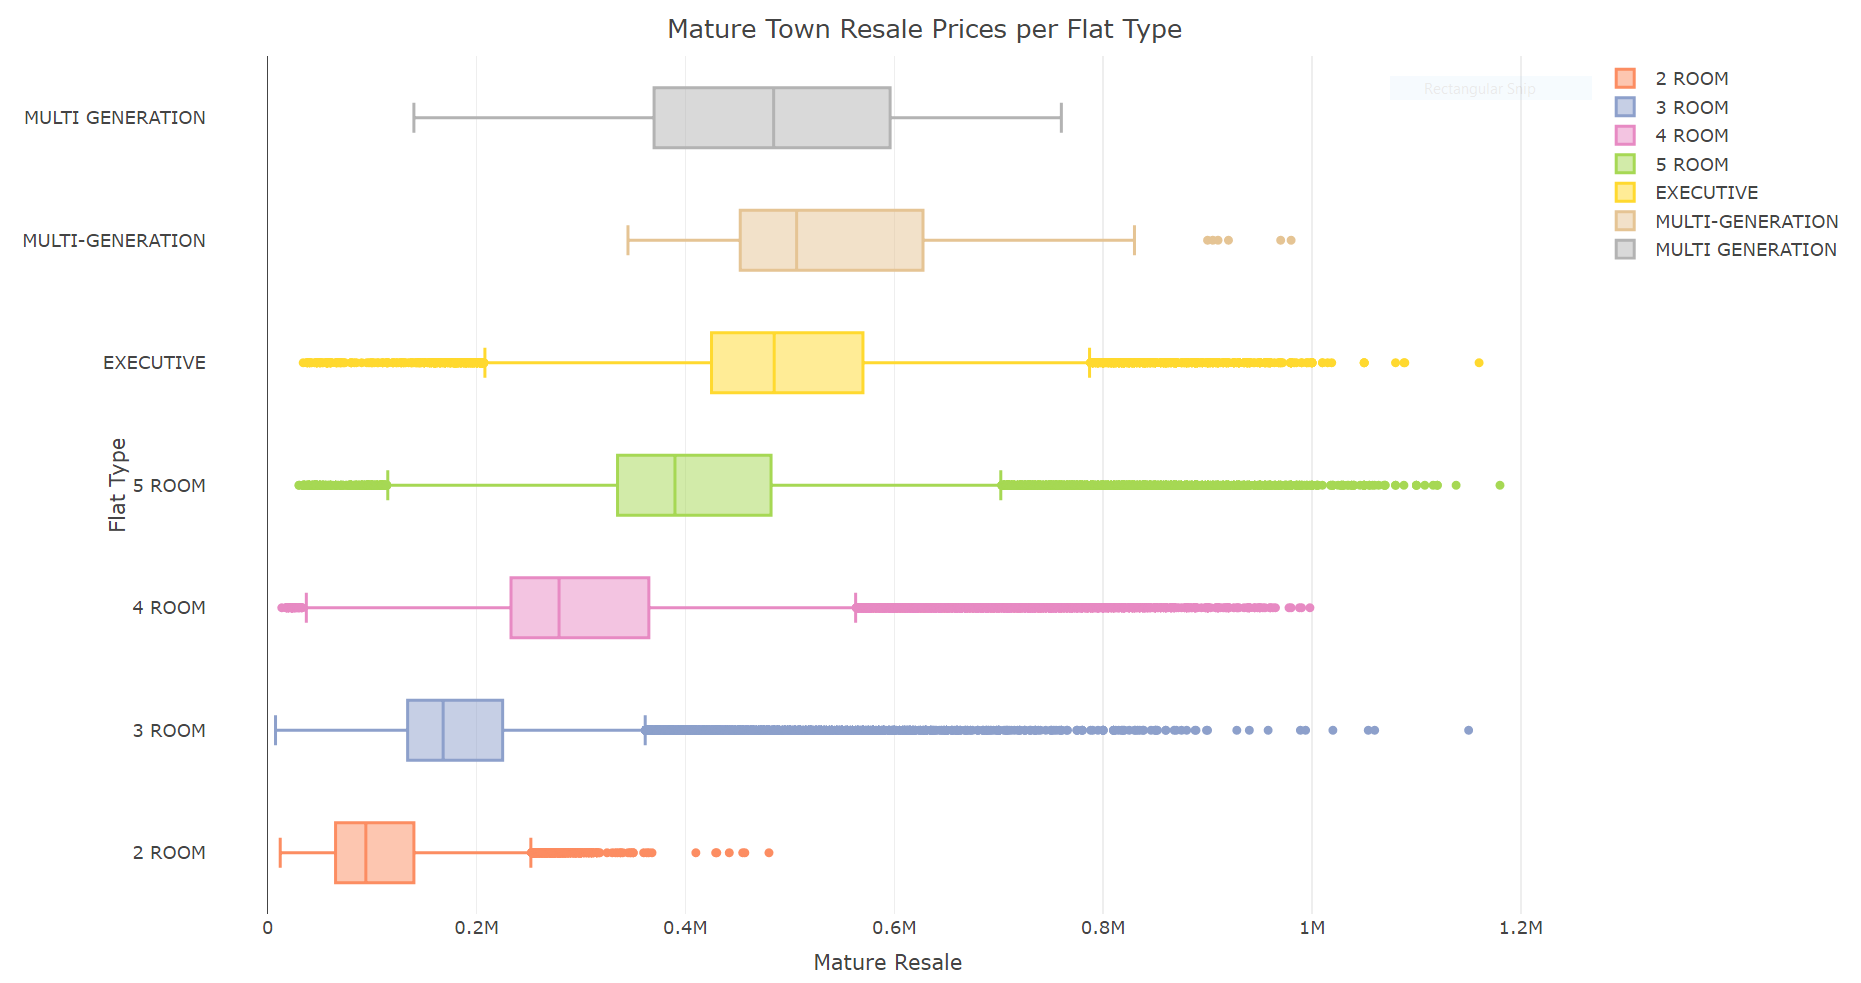 Mature Town Resale Prices per Flat Type
Rectangular Snip
2 ROOM
3 ROOM
4 ROOM
5 ROOM
EXECUTIVE
MULTI-GENERATION
MULTI GENERATION
MULTI GENERATION
MULTI-GENERATION
EXECUTIVE
5 ROOM
4 ROOM
3 ROOM
2 ROOM
Flat Type
0 0.2M 0.4M 0.6M 0.8M 1M 1.2M
Mature Resale